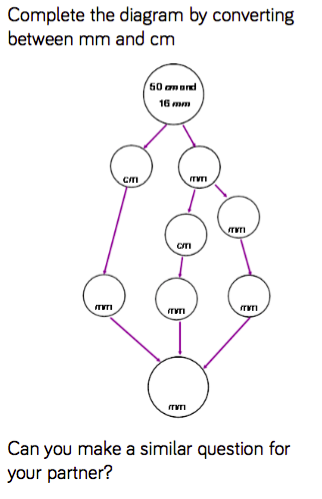 Complete the diagram by converting
between mm and cm
50 cm and
16 mm
cm
mm
mm
cm
mm
mm
mm
mm
Can you make a similar question for
your partner?